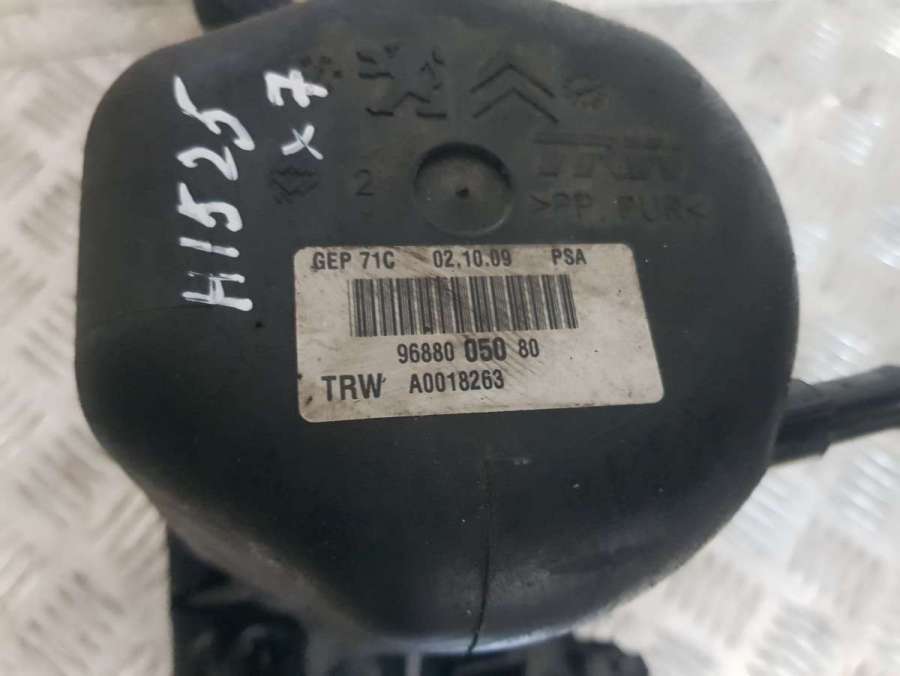 H1525
x7
2
TRW
>PP PUR<
GEP 71C 02.10.09 PSA
96880 050 80
TRW A0018263